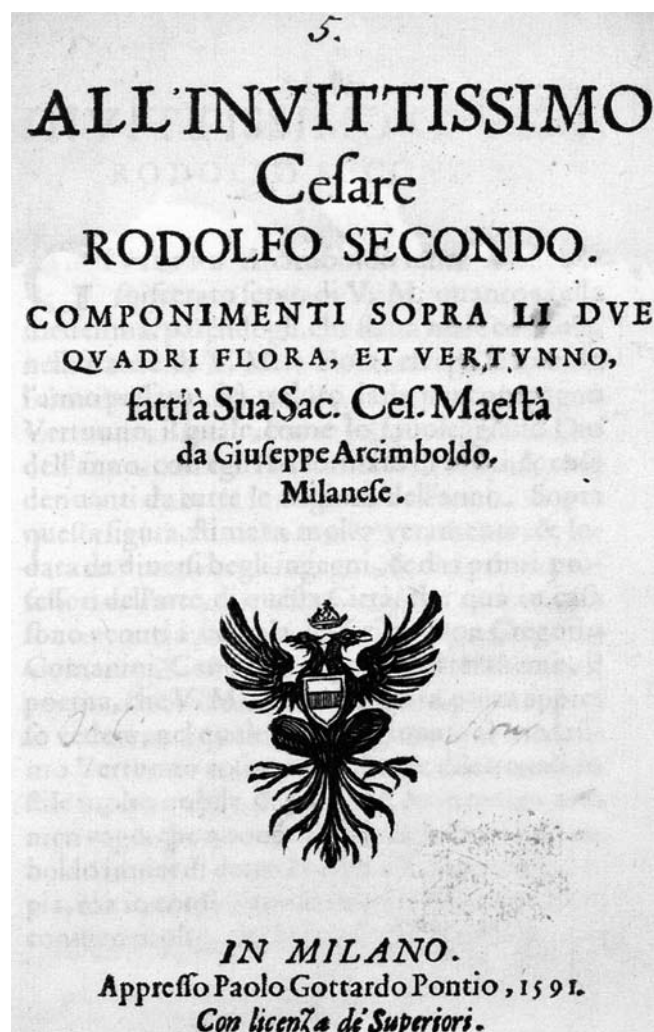 5.
ALL'INVITTISSIMO
Ceſare
RODOLFO SECONDO.
COMPONIMENTI SOPRA LI DVE
QVADRI FLORA, ET VERTVNNO,
fatti à Sua Sac. Ceſ. Maeſtà
da Giuſeppe Arcimboldo,
Milaneſe.
IN MILANO.
Appreſſo Paolo Gottardo Pontio, 1591.
Con licenza de' Superiori.